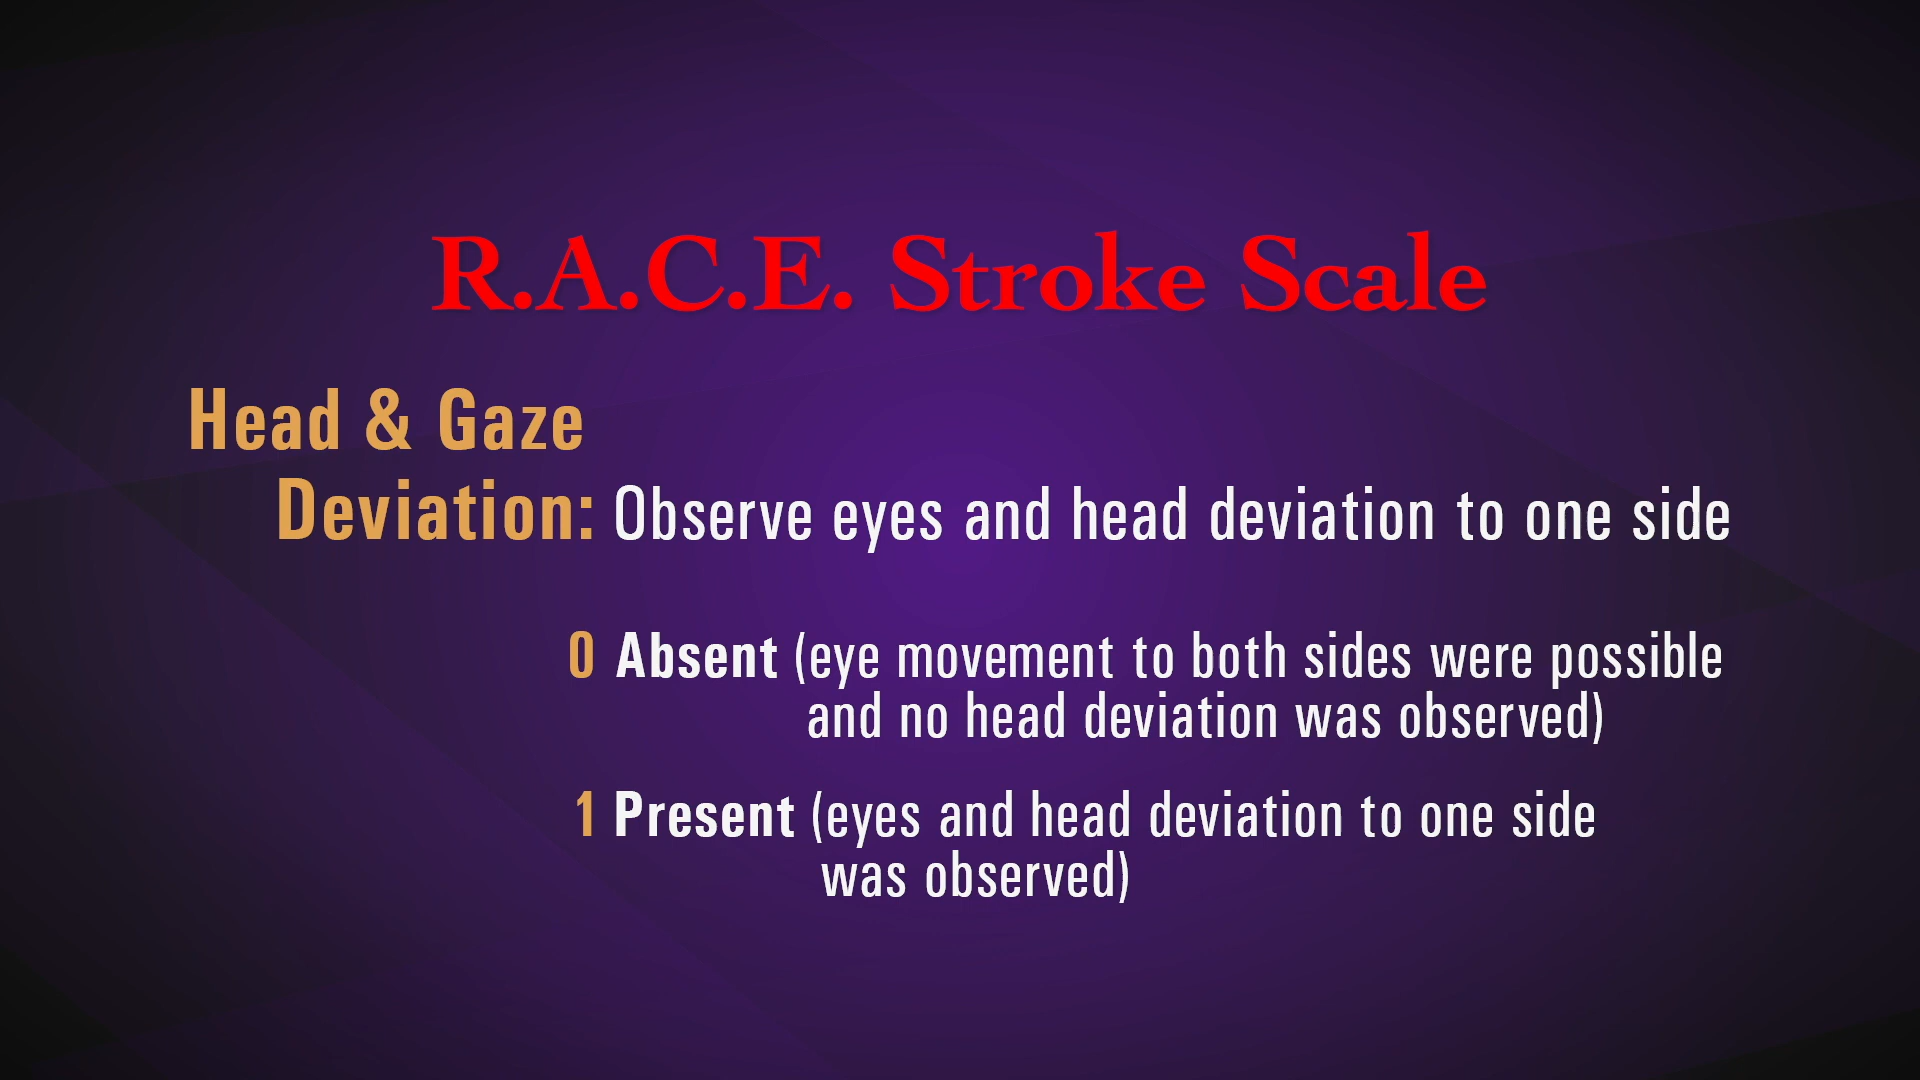 R.A.C.E. Stroke Scale
Head & Gaze
Deviation: Observe eyes and head deviation to one side
0 Absent (eye movement to both sides were possible
and no head deviation was observed)
1 Present (eyes and head deviation to one side
was observed)